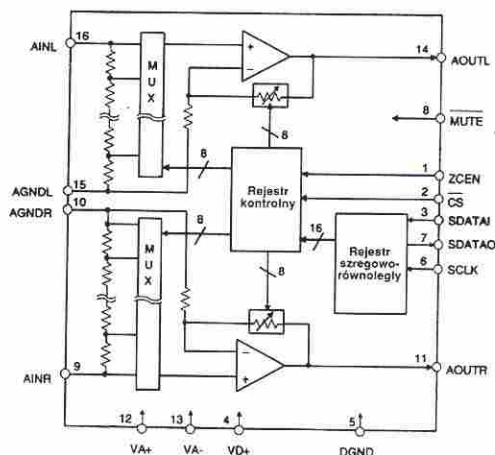 AINL
16
MUX
+
−
14
AOUTL
8
MUTE
8
8
1
ZCEN
2
CS
15
AGNDL
AGNDR
10
Rejestr
kontrolny
8
16
3
SDATAI
7
SDATAO
6
SCLK
Rejestr
szregowo-
równolegly
MUX
8
−
+
11
AOUTR
AINR
9
12
13
4
5
VA+
VA-
VD+
DGND